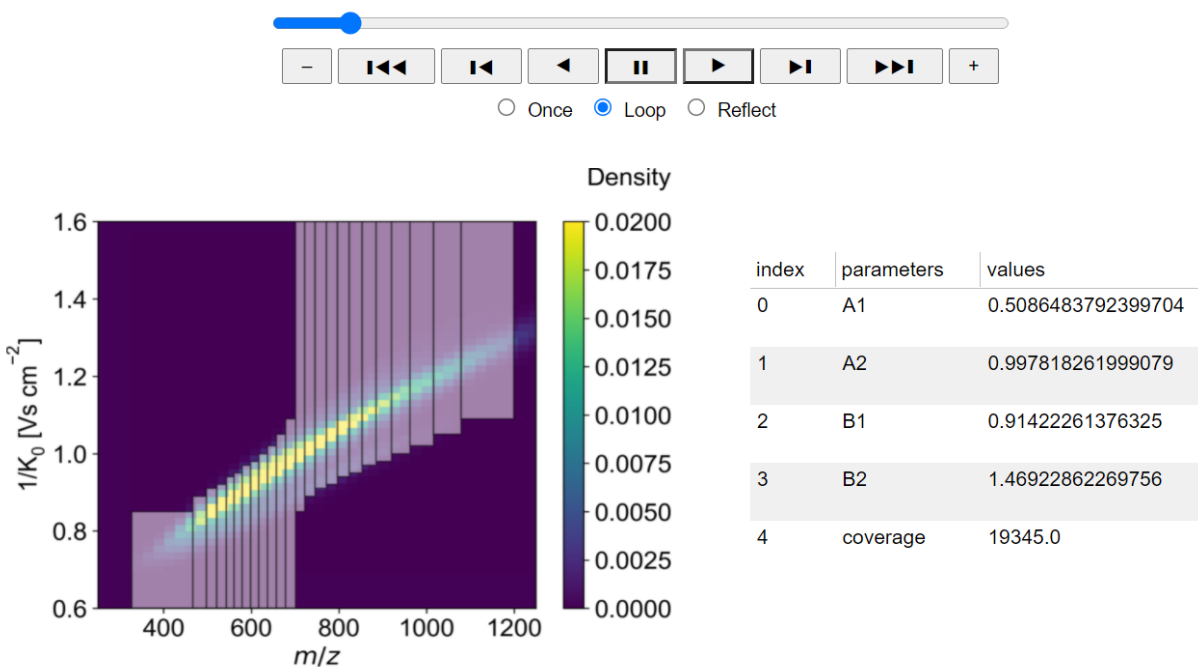 –
+
Once Loop Reflect
Density
1.6
1.4
1.2
1.0
0.8
0.6
1/K0 [Vs cm−2]
400 600 800 1000 1200
m/z
0.0200
0.0175
0.0150
0.0125
0.0100
0.0075
0.0050
0.0025
0.0000
index parameters values
0 A1 0.5086483792399704
1 A2 0.997818261999079
2 B1 0.91422261376325
3 B2 1.46922862269756
4 coverage 19345.0